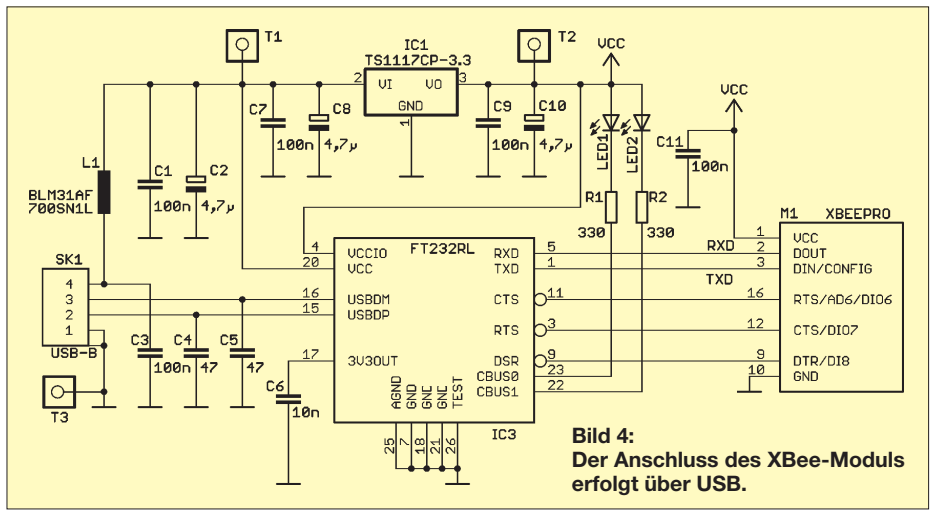 T1
IC1
TS1117CP-3.3
T2
VCC
2 VI VO 3
GND
1
VCC
C7
100n
C8
4,7µ
C9
100n
C10
4,7µ
LED1
LED2
C11
100n
L1
BLM31AF
700SN1L
C1
100n
C2
4,7µ
R1
330
R2
330
M1 XBEEPRO
SK1
4
3
2
1
USB-B
T3
C3
100n
C4
47
C5
47
C6
10n
FT232RL
4 VCCIO
20 VCC
16 USBDM
15 USBDP
17 3V3OUT
RXD 5
TXD 1
CTS 11
RTS 3
DSR 9
CBUS0 23
CBUS1 22
AGND
GND
GNC
GNC
TEST
25
7
18
21
26
IC3
RXD
TXD
1 VCC
2 DOUT
3 DIN/CONFIG
16 RTS/AD6/DIO6
12 CTS/DIO7
9 DTR/DI8
10 GND
Bild 4:
Der Anschluss des XBee-Moduls
erfolgt über USB.